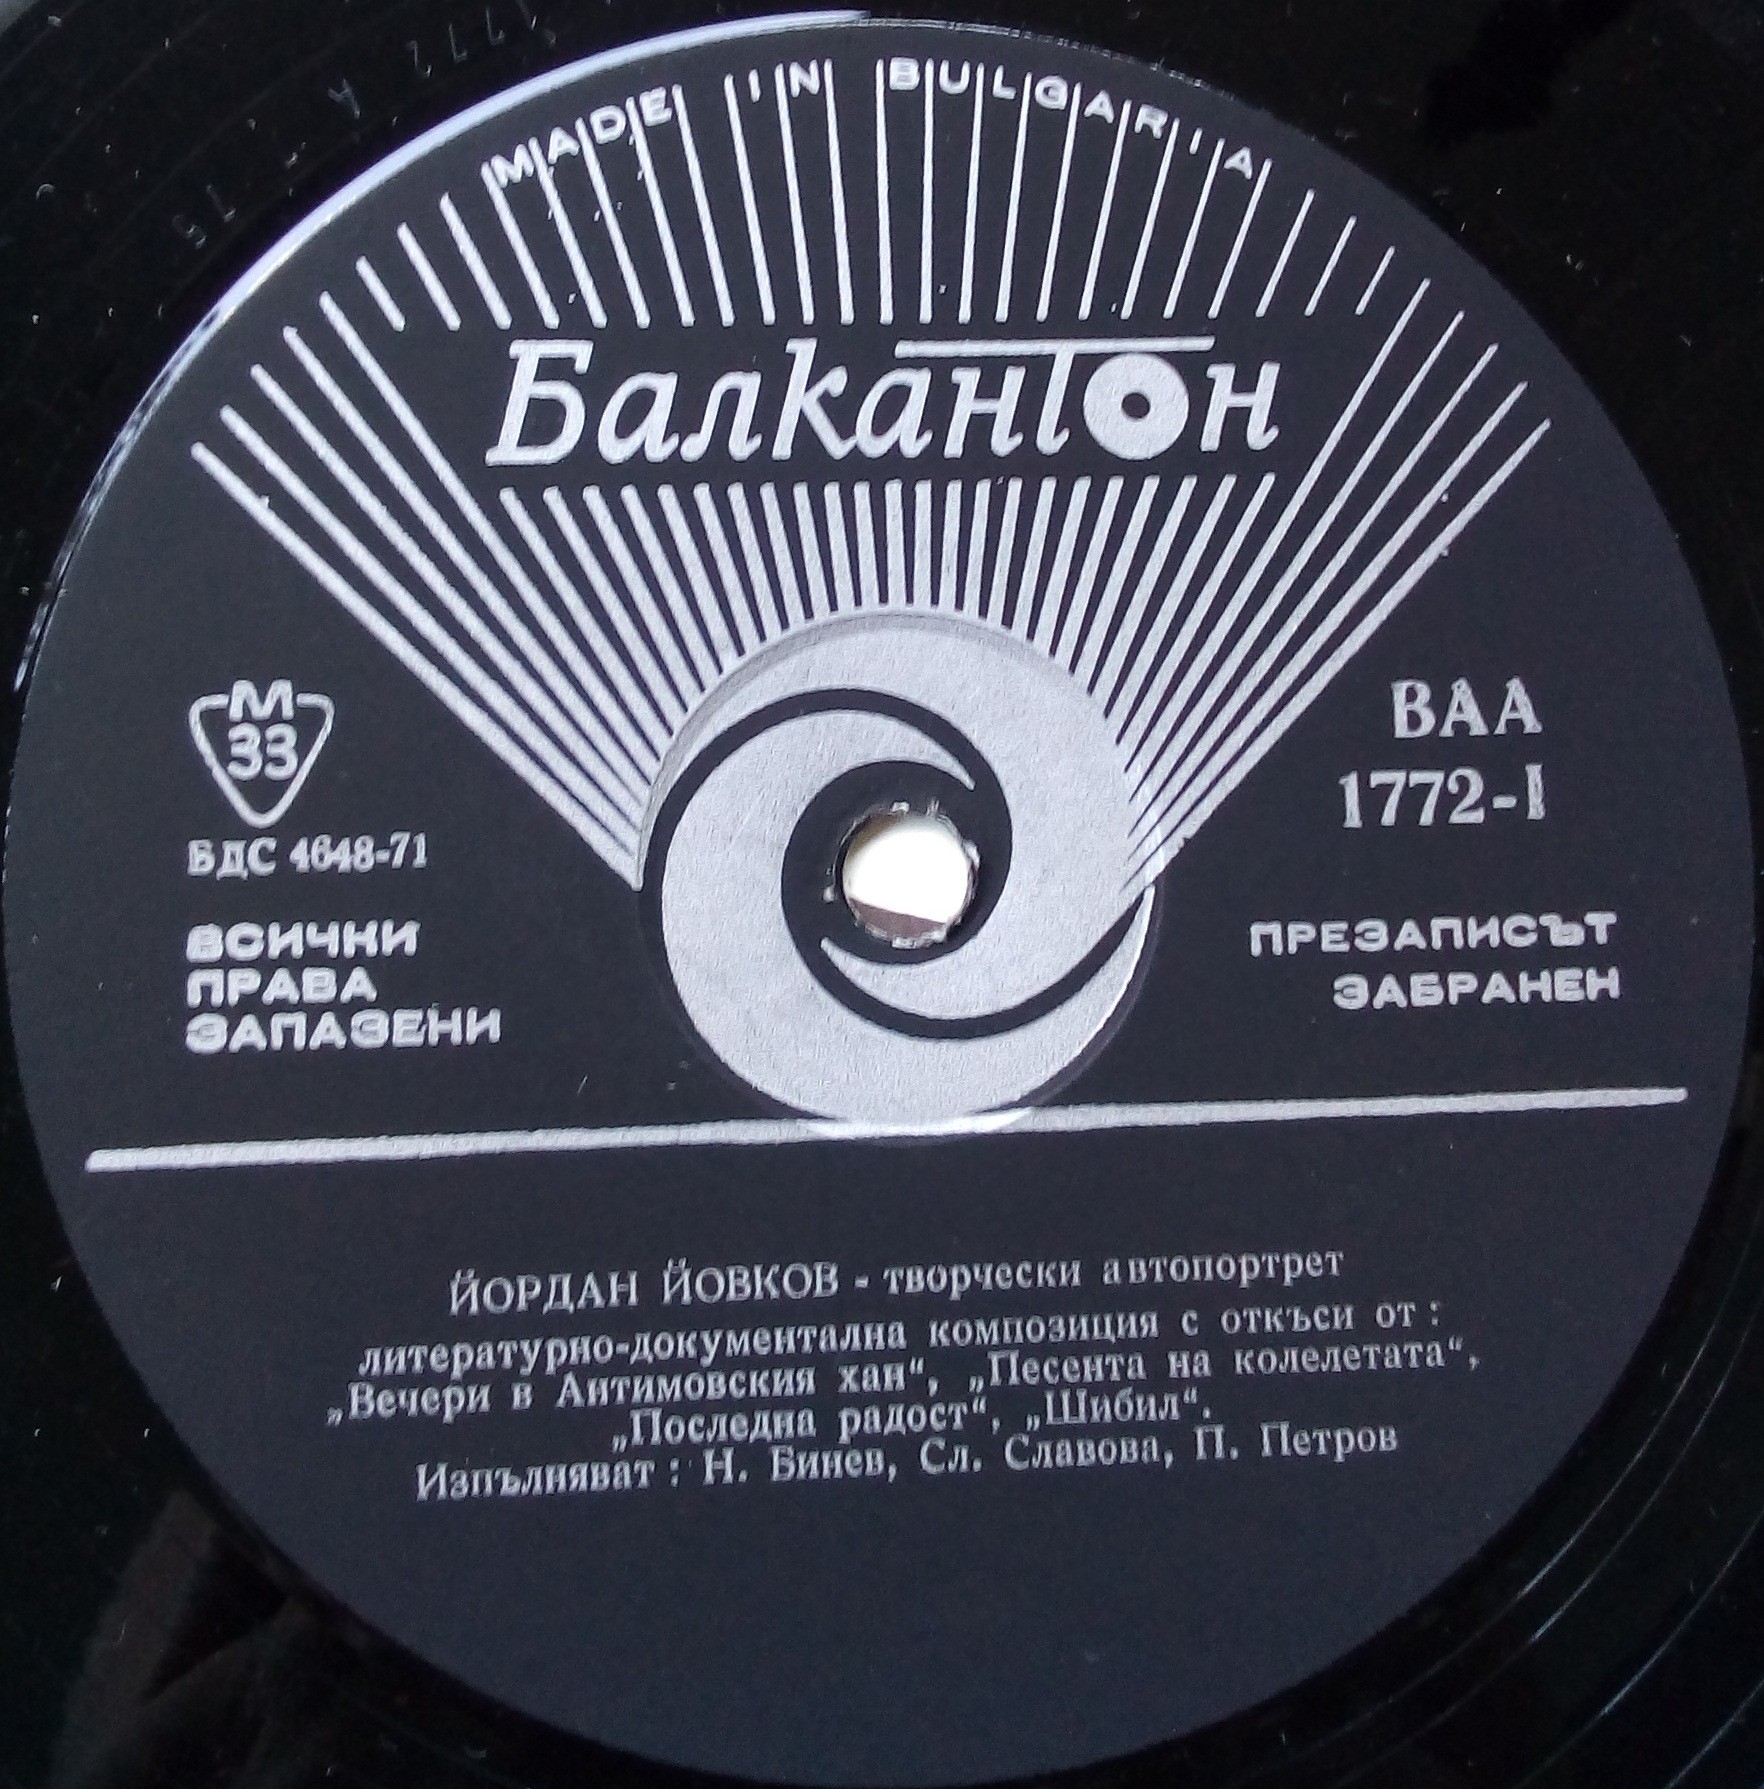 MADE IN BULGARIA
Балкантон
М
33
БДС 4648-71
ВСИЧКИ
ПРАВА
ЗАПАЗЕНИ
ВАА
1772-I
ПРЕЗАПИСЪТ
ЗАБРАНЕН
ЙОРДАН ЙОВКОВ - творчески автопортрет
литературно-документална композиция с откъси от:
„Вечери в Антимовския хан“, „Песента на колелетата“,
„Последна радост“, „Шибил“.
Изпълняват: Н. Бинев, Сл. Славова, П. Петров